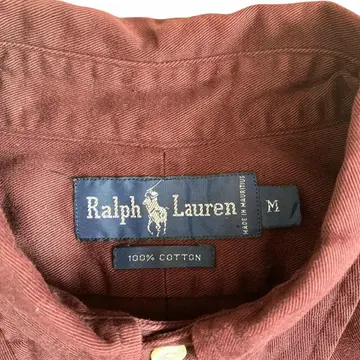 Ralph Lauren
MADE IN MAURITIUS
M
100% COTTON